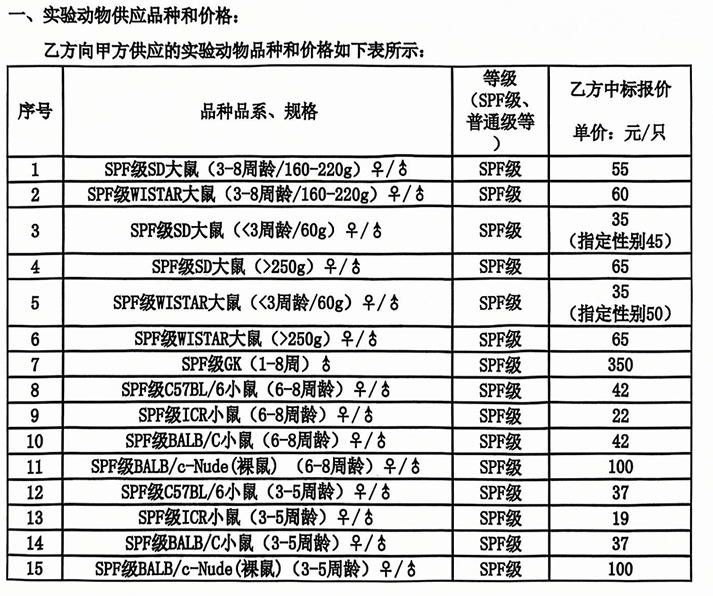 一、实验动物供应品种和价格：
乙方向甲方供应的实验动物品种和价格如下表所示：
序号 品种品系、规格 等级（SPF级、普通级等） 乙方中标报价 单价：元/只
1 SPF级SD大鼠（3-8周龄/160-220g）♀/♂ SPF级 55
2 SPF级WISTAR大鼠（3-8周龄/160-220g）♀/♂ SPF级 60
3 SPF级SD大鼠（<3周龄/60g）♀/♂ SPF级 35（指定性别45）
4 SPF级SD大鼠（>250g）♀/♂ SPF级 65
5 SPF级WISTAR大鼠（<3周龄/60g）♀/♂ SPF级 35（指定性别50）
6 SPF级WISTAR大鼠（>250g）♀/♂ SPF级 65
7 SPF级GK（1-8周）♂ SPF级 350
8 SPF级C57BL/6小鼠（6-8周龄）♀/♂ SPF级 42
9 SPF级ICR小鼠（6-8周龄）♀/♂ SPF级 22
10 SPF级BALB/C小鼠（6-8周龄）♀/♂ SPF级 42
11 SPF级BALB/c-Nude(裸鼠）（6-8周龄）♀/♂ SPF级 100
12 SPF级C57BL/6小鼠（3-5周龄）♀/♂ SPF级 37
13 SPF级ICR小鼠（3-5周龄）♀/♂ SPF级 19
14 SPF级BALB/C小鼠（3-5周龄）♀/♂ SPF级 37
15 SPF级BALB/c-Nude(裸鼠)（3-5周龄）♀/♂ SPF级 100